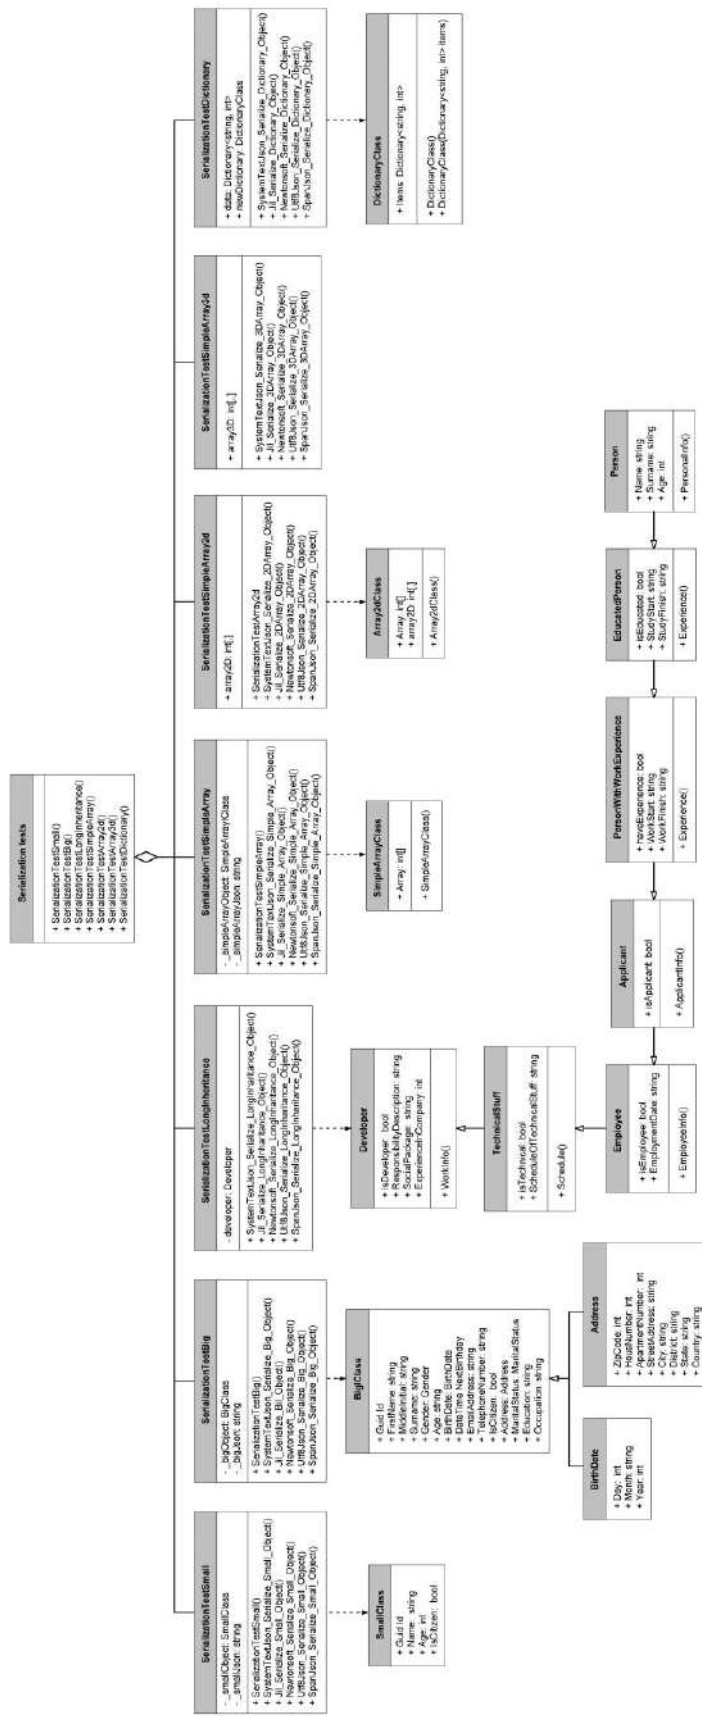 Serialization tests
+ SerializationTestSmall()
+ SerializationTestBig()
+ SerializationTestLongInheritance()
+ SerializationTestSimpleArray()
+ SerializationTestArray2d()
+ SerializationTestArray3d()
+ SerializationTestDictionary()
SerializationTestSmall
- _smallObject: SmallClass
- _smallJson: string
+ SerializationTestSmall()
+ SystemTextJson_Serialize_Small_Object()
+ Jil_Serialize_Small_Object()
+ Newtonsoft_Serialize_Small_Object()
+ Utf8Json_Serialize_Small_Object()
+ SpanJson_Serialize_Small_Object()
SerializationTestBig
- _bigObject: BigClass
- _bigJson: string
+ SerializationTestBig()
+ SystemTextJson_Serialize_Big_Object()
+ Jil_Serialize_Bii_Object()
+ Newtonsoft_Serialize_Big_Object()
+ Utf8Json_Serialize_Big_Object()
+ SpanJson_Serialize_Big_Object()
SerializationTestLongInheritance
- developer: Developer
+ SystemTextJson_Serialize_LongInheritance_Object()
+ Jil_Serialize_LongInheritance_Object()
+ Newtonsoft_Serialize_LongInheritance_Object()
+ Utf8Json_Serialize_LongInheritance_Object()
+ SpanJson_Serialize_LongInheritance_Object()
SerializationTestSimpleArray
- _simpleArrayObject: SimpleArrayClass
- _simpleArrayJson: string
+ SerializationTestSimpleArray()
+ SystemTextJson_Serialize_Simple_Array_Object()
+ Jil_Serialize_Simple_Array_Object()
+ Newtonsoft_Serialize_Simple_Array_Object()
+ Utf8Json_Serialize_Simple_Array_Object()
+ SpanJson_Serialize_Simple_Array_Object()
SerializationTestSimpleArray2d
+ array2D: int[,]
+ SerializationTestArray2d
+ SystemTextJson_Serialize_2DArray_Object()
+ Jil_Serialize_2DArray_Object()
+ Newtonsoft_Serialize_2DArray_Object()
+ Utf8Json_Serialize_2DArray_Object()
+ SpanJson_Serialize_2DArray_Object()
SerializationTestSimpleArray3d
+ array3D: int[,]
+ SystemTextJson_Serialize_3DArray_Object()
+ Jil_Serialize_3DArray_Object()
+ Newtonsoft_Serialize_3DArray_Object()
+ Utf8Json_Serialize_3DArray_Object()
+ SpanJson_Serialize_3DArray_Object()
SerializationTestDictionary
+ data: Dictionary<string, int>
+ newDictionary: DictionaryClass
+ SystemTextJson_Serialize_Dictionary_Object()
+ Jil_Serialize_Dictionary_Object()
+ Newtonsoft_Serialize_Dictionary_Object()
+ Utf8Json_Serialize_Dictionary_Object()
+ SpanJson_Serialize_Dictionary_Object()
SmallClass
+ Guid Id
+ Name: string
+ Age: int
+ IsCitizen: bool
BigClass
+ Guid Id
+ FirstName: string
+ MiddleInitial: string
+ Surname: string
+ Gender: Gender
+ Age: string
+ BirthDate: BirthDate
+ DateTime NextBirthday
+ EmailAddress: string
+ TelephoneNumber: string
+ IsCitizen: bool
+ Address: Address
+ MaritalStatus: MaritalStatus
+ Education: string
+ Occupation: string
Developer
+ isDeveloper: bool
+ ResponsibilityDescription: string
+ SocialPackage: string
+ ExperienceInCompany: int
+ WorkInfo()
SimpleArrayClass
+ Array: int[]
+ SimpleArrayClass()
Array2dClass
+ Array: int[]
+ array2D: int[,]
+ Array2dClass()
DictionaryClass
+ Items: Dictionary<string, int>
+ DictionaryClass()
+ DictionaryClass(Dictionary<string, int> items)
TechnicalStuff
+ isTechnical: bool
+ ScheduleOfTechnicalStuff: string
+ Schedule()
BirthDate
+ Day: int
+ Month: string
+ Year: int
Address
+ ZipCode: int
+ HouseNumber: int
+ ApartmentNumber: int
+ StreetAddress: string
+ City: string
+ District: string
+ State: string
+ Country: string
Employee
+ isEmployee: bool
+ EmploymentDate: string
+ EmployeeInfo()
Applicant
+ isApplicant: bool
+ ApplicantInfo()
PersonWithWorkExperience
+ haveExperience: bool
+ WorkStart: string
+ WorkFinish: string
+ Experience()
EducatedPerson
+ isEducated: bool
+ StudyStart: string
+ StudyFinish: string
+ Experience()
Person
+ Name: string
+ Surname: string
+ Age: int
+ PersonalInfo()